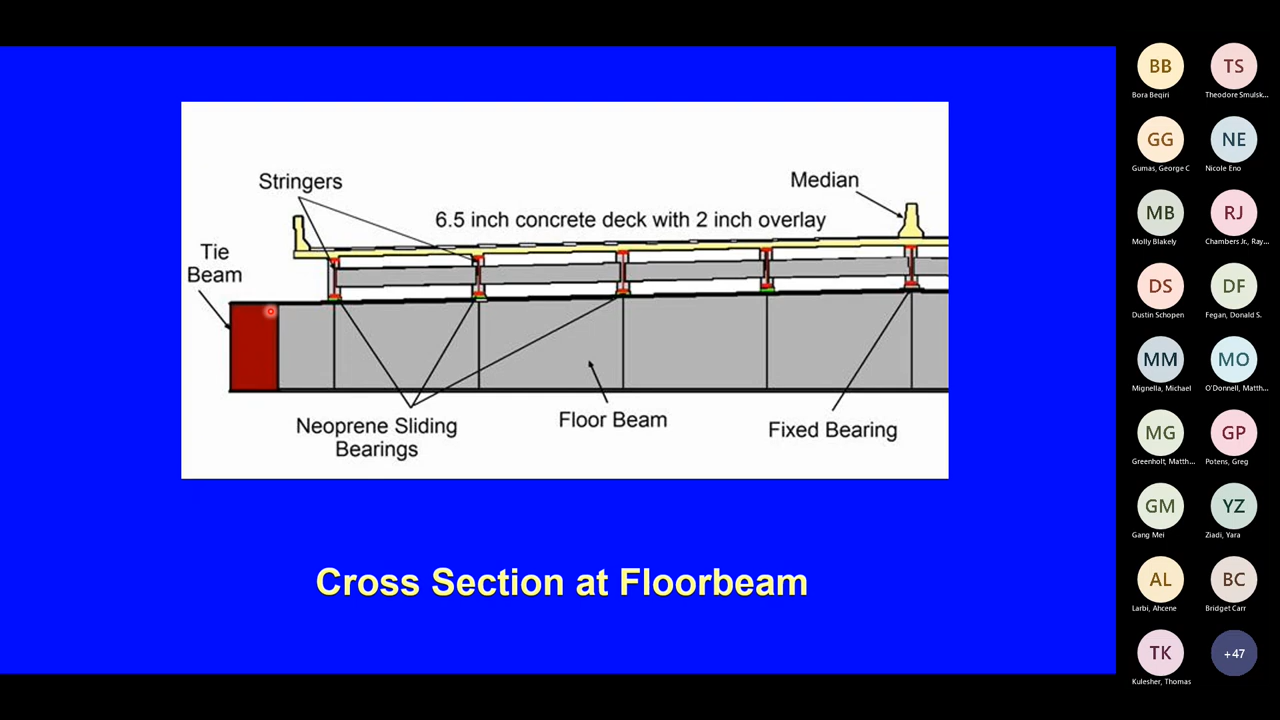 Stringers
Median
6.5 inch concrete deck with 2 inch overlay
Tie
Beam
Neoprene Sliding
Bearings
Floor Beam
Fixed Bearing
Cross Section at Floorbeam
BB
TS
Bora Beqiri
Theodore Smulsk...
GG
NE
Gumas, George C
Nicole Eno
MB
RJ
Molly Blakely
Chambers Jr., Ray...
DS
DF
Dustin Schopen
Fegan, Donald S.
MM
MO
Mignella, Michael
O'Donnell, Matth...
MG
GP
Greenholt, Matth...
Potens, Greg
GM
YZ
Gang Mei
Ziadi, Yara
AL
BC
Larbi, Ahcene
Bridget Carr
TK
+47
Kulesher, Thomas